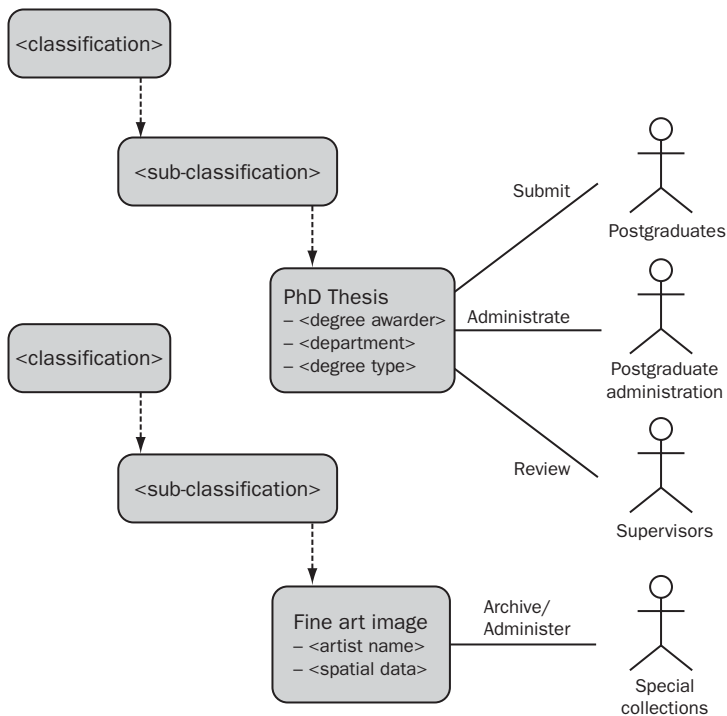 <classification>
<sub-classification>
Submit
Postgraduates
PhD Thesis
– <degree awarder>
– <department>
– <degree type>
Administrate
Postgraduate
administration
<classification>
Review
<sub-classification>
Supervisors
Fine art image
– <artist name>
– <spatial data>
Archive/
Administer
Special
collections